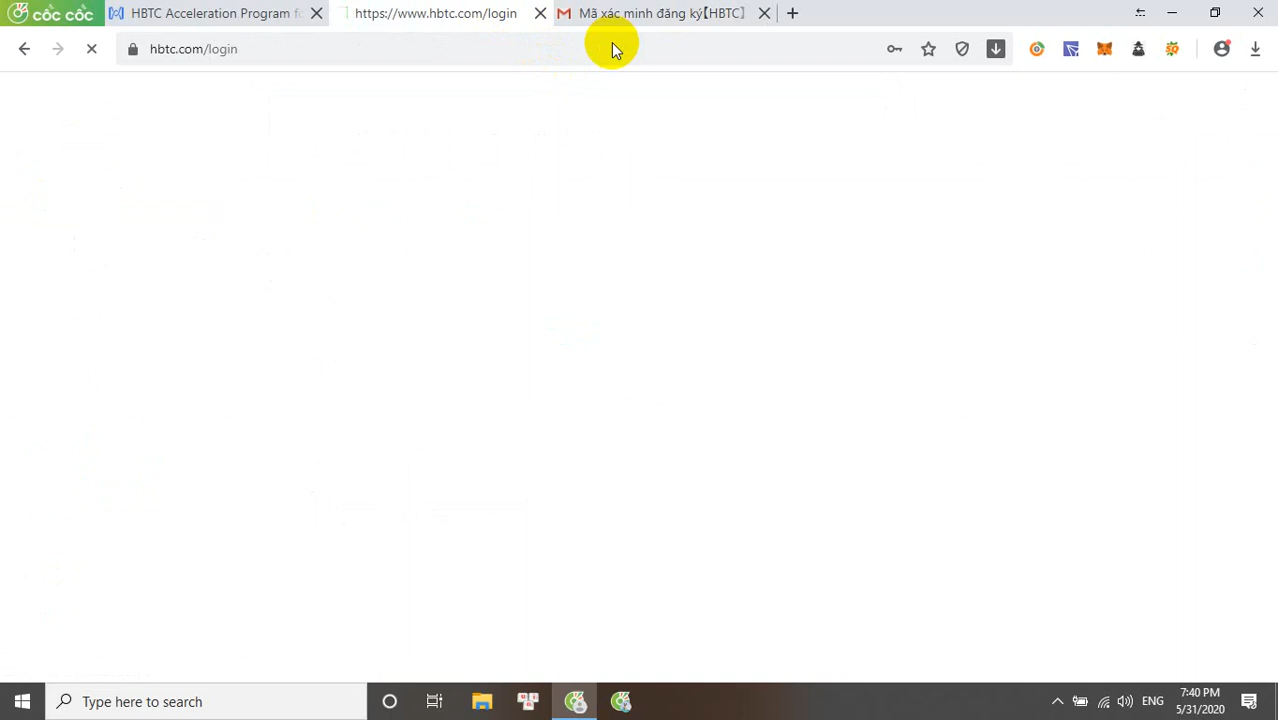 cốc cốc
HBTC Acceleration Program fo
https://www.hbtc.com/login
Mã xác minh đăng ký【HBTC】
hbtc.com/login
Type here to search
ENG
7:40 PM
5/31/2020